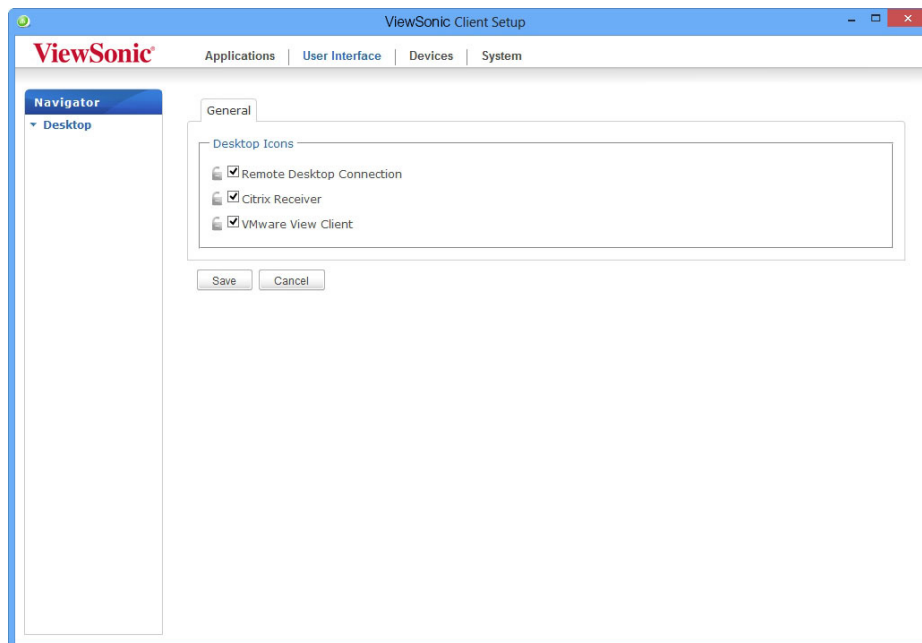 ViewSonic Client Setup
ViewSonic®
Applications
User Interface
Devices
System
Navigator
Desktop
General
Desktop Icons
Remote Desktop Connection
Citrix Receiver
VMware View Client
Save
Cancel